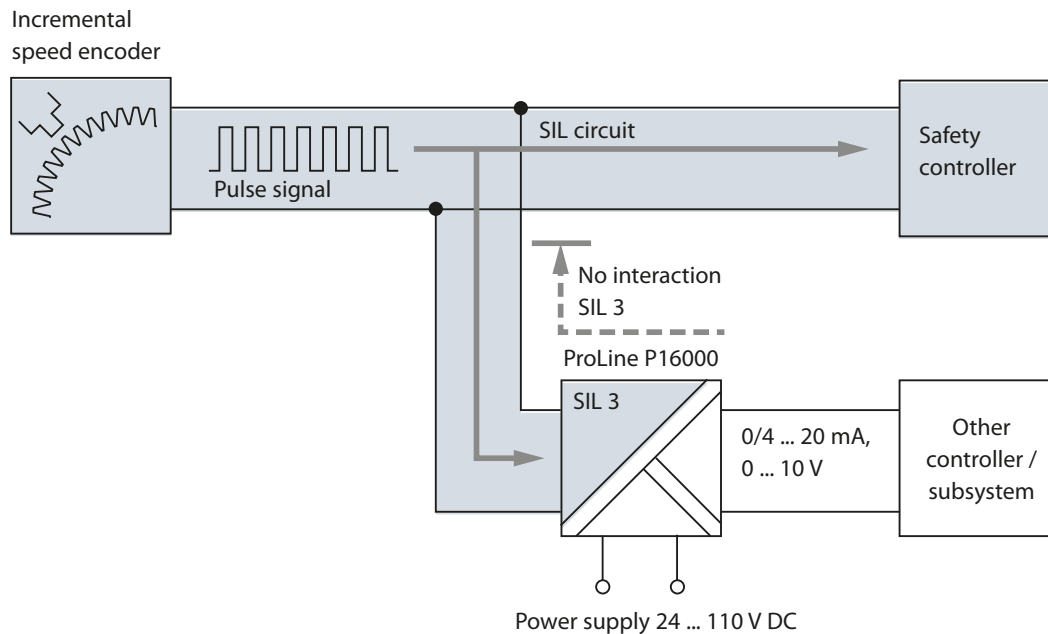 Incremental
speed encoder
SIL circuit
Pulse signal
Safety
controller
No interaction
SIL 3
ProLine P16000
SIL 3
0/4 ... 20 mA,
0 ... 10 V
Other
controller /
subsystem
Power supply 24 ... 110 V DC